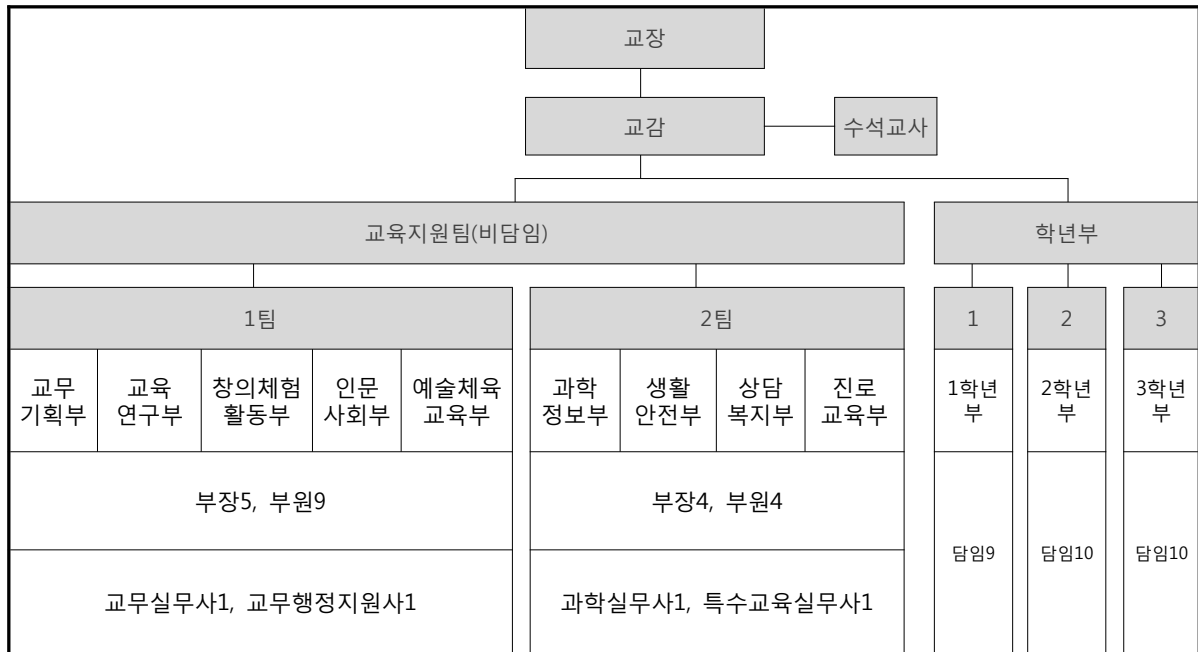 교장
교감
수석교사
교육지원팀(비담임)
학년부
1팀
2팀
1
2
3
교무
기획부
교육
연구부
창의체험
활동부
인문
사회부
예술체육
교육부
과학
정보부
생활
안전부
상담
복지부
진로
교육부
1학년
부
2학년
부
3학년
부
부장5, 부원9
부장4, 부원4
담임9
담임10
담임10
교무실무사1, 교무행정지원사1
과학실무사1, 특수교육실무사1